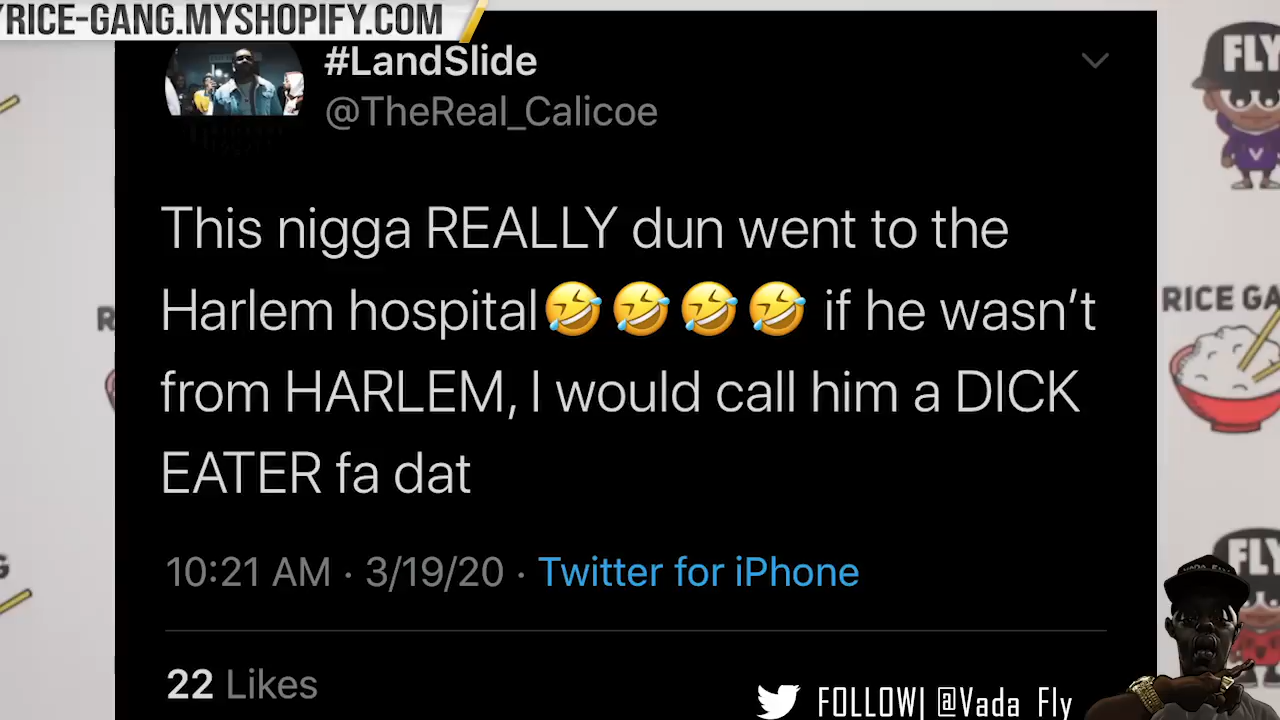 YRICE-GANG.MYSHOPIFY.COM
#LandSlide
@TheReal_Calicoe
This nigga REALLY dun went to the
Harlem hospital🤣🤣🤣🤣 if he wasn’t
from HARLEM, I would call him a DICK
EATER fa dat
10:21 AM · 3/19/20 · Twitter for iPhone
22 Likes
FOLLOW| @Vada_Fly
FLY
V
RICE GA
R
G
FLY